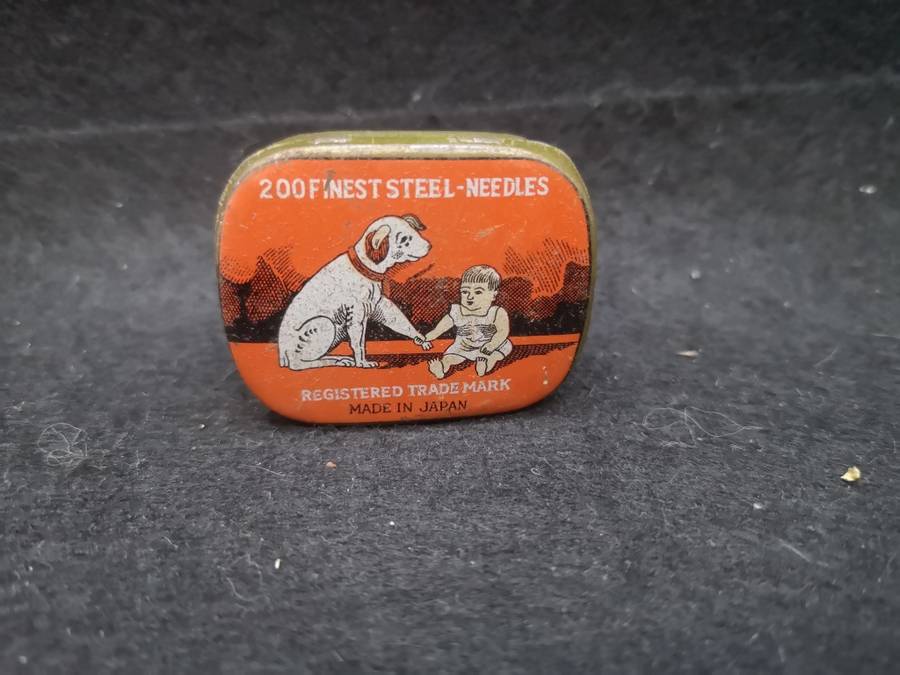 200 FINEST STEEL-NEEDLES
REGISTERED TRADE MARK
MADE IN JAPAN